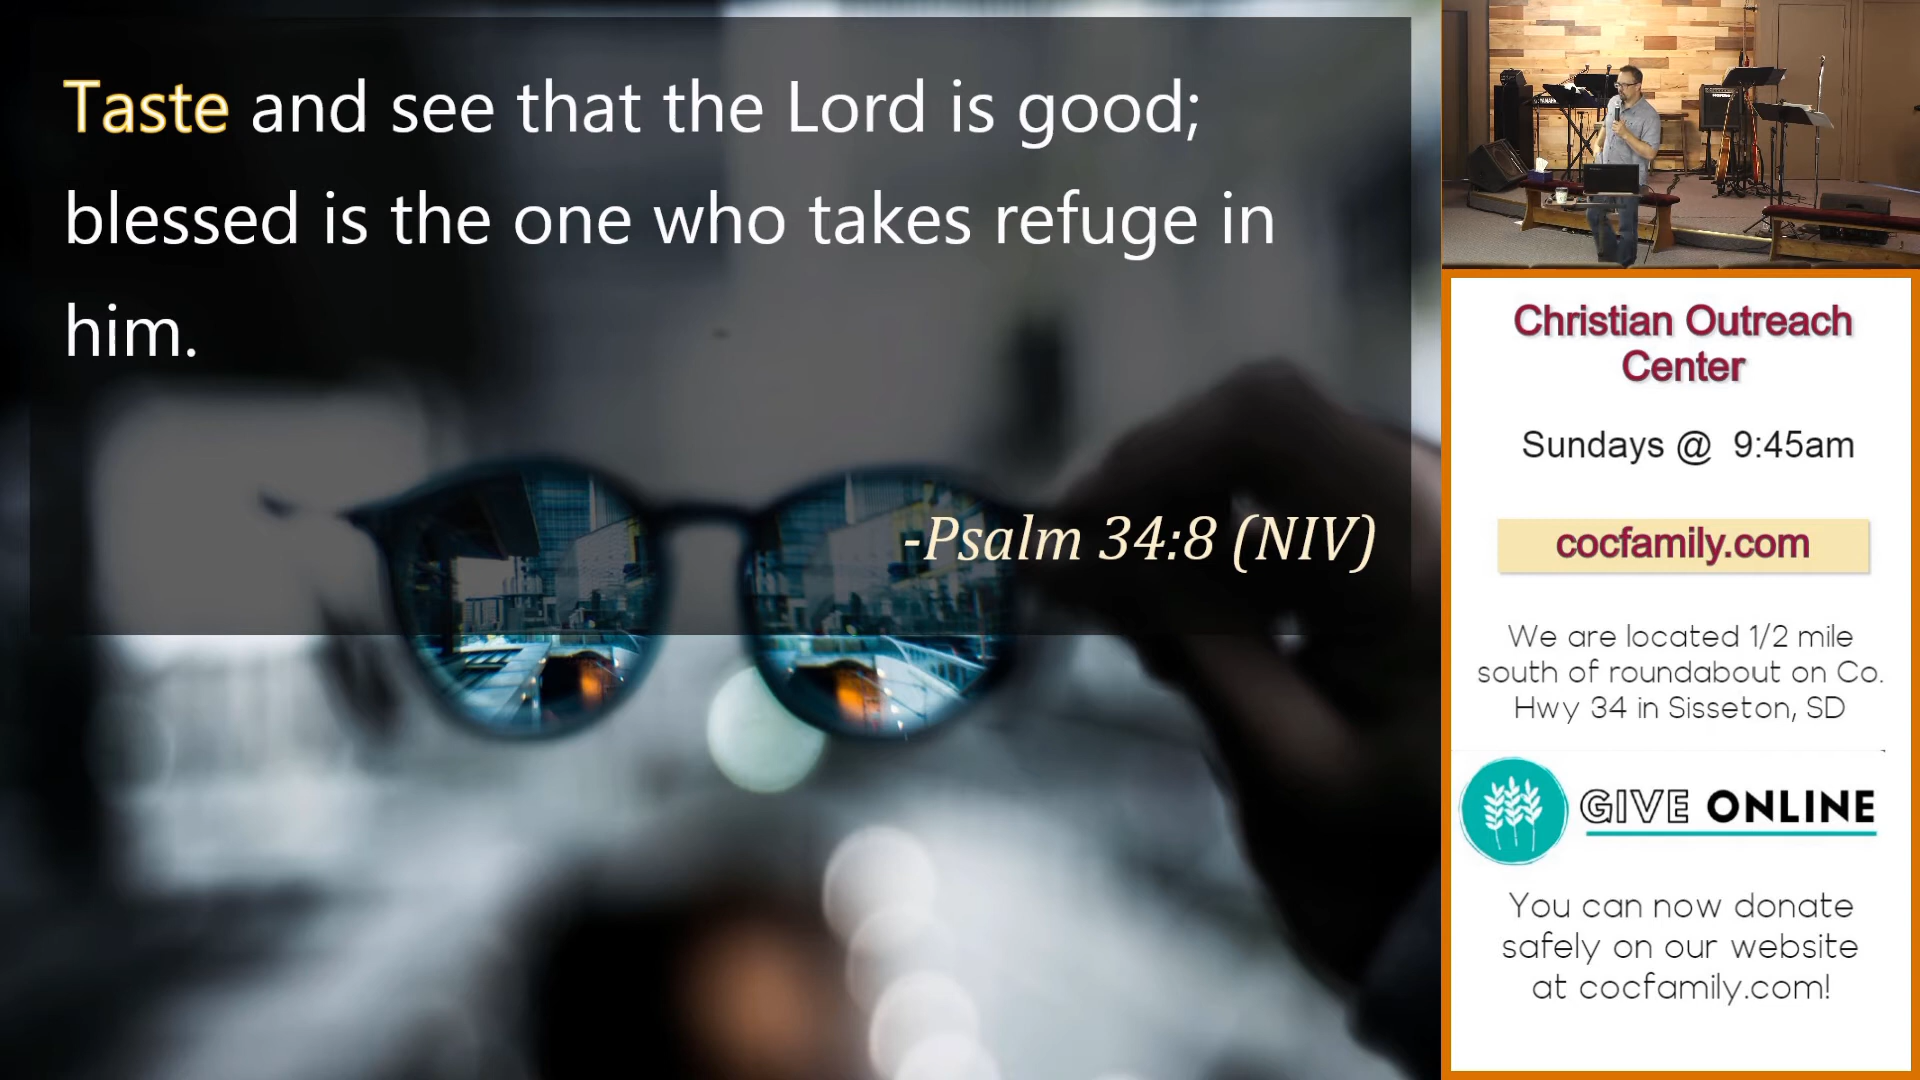 Taste and see that the Lord is good;
blessed is the one who takes refuge in
him.
-Psalm 34:8 (NIV)
Christian Outreach
Center
Sundays @ 9:45am
cocfamily.com
We are located 1/2 mile
south of roundabout on Co.
Hwy 34 in Sisseton, SD
GIVE ONLINE
You can now donate
safely on our website
at cocfamily.com!